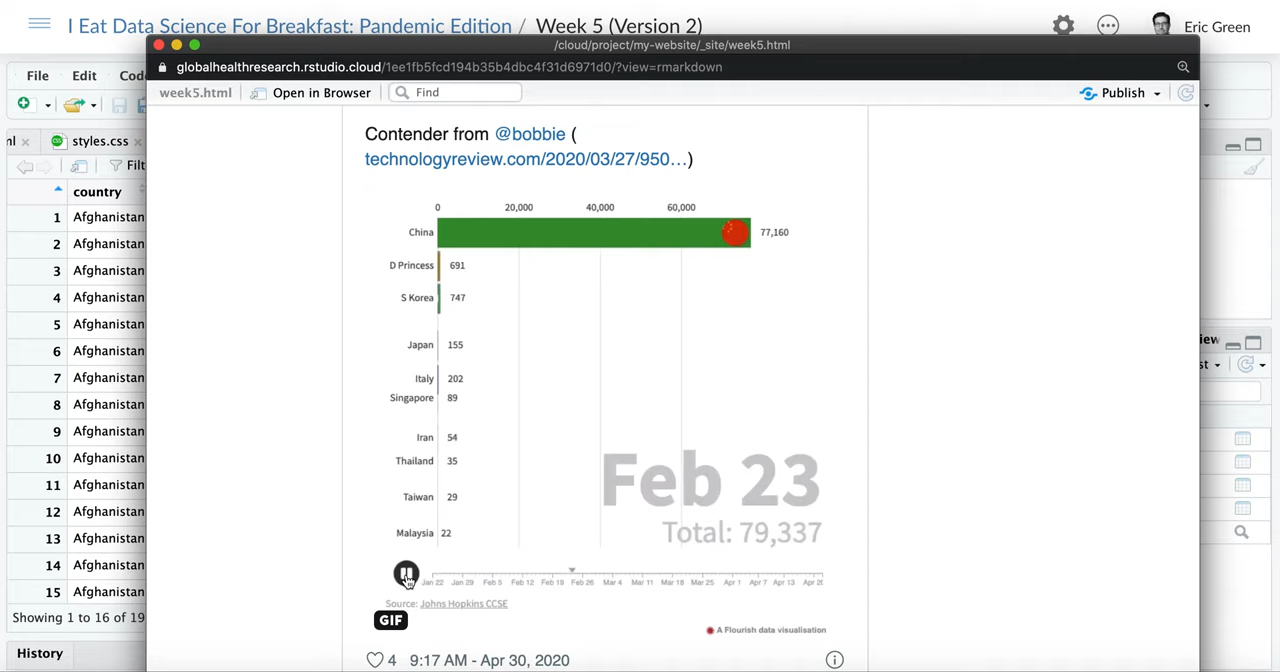 I Eat Data Science For Breakfast: Pandemic Edition / Week 5 (Version 2)
Eric Green
/cloud/project/my-website/_site/week5.html
File Edit
globalhealthresearch.rstudio.cloud/1ee1fb5fcd194b35b4dbc4f31d6971d0/?view=rmarkdown
week5.html Open in Browser Find Publish
styles.css
country
1 Afghanistan
2 Afghanistan
3 Afghanistan
4 Afghanistan
5 Afghanistan
6 Afghanistan
7 Afghanistan
8 Afghanistan
9 Afghanistan
10 Afghanistan
11 Afghanistan
12 Afghanistan
13 Afghanistan
14 Afghanistan
15 Afghanistan
Showing 1 to 16 of 19
History
Contender from @bobbie (
technologyreview.com/2020/03/27/950…)
0 20,000 40,000 60,000
China 77,160
D Princess 691
S Korea 747
Japan 155
Italy 202
Singapore 89
Iran 54
Thailand 35
Taiwan 29
Malaysia 22
Feb 23
Total: 79,337
Jan 22 Jan 29 Feb 5 Feb 12 Feb 19 Feb 26 Mar 4 Mar 11 Mar 18 Mar 25 Apr 1 Apr 7 Apr 13
Source: Johns Hopkins CCSE
GIF
A Flourish data visualisation
4 9:17 AM - Apr 30, 2020